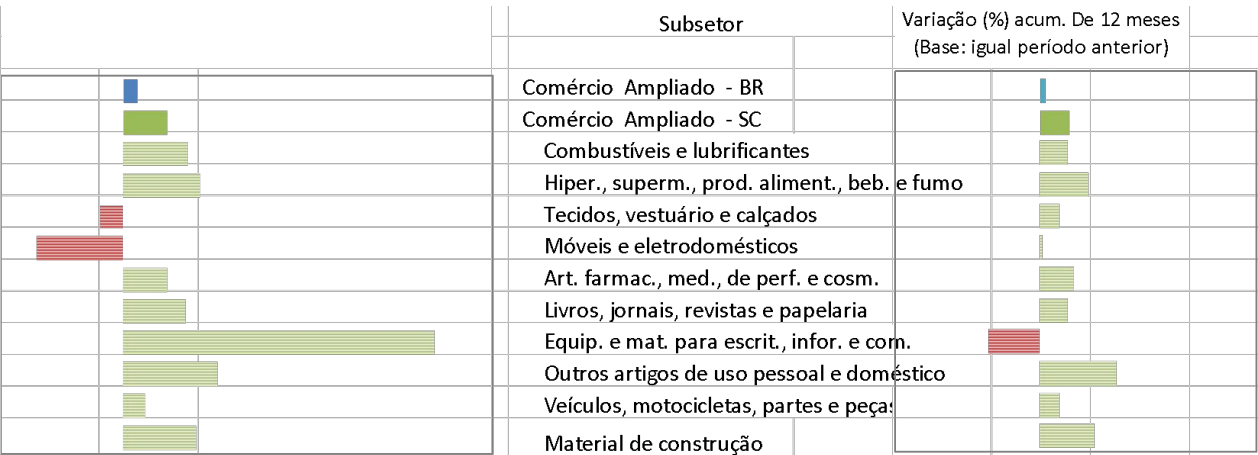 Subsetor
Variação (%) acum. De 12 meses
(Base: igual período anterior)
Comércio Ampliado - BR
Comércio Ampliado - SC
Combustíveis e lubrificantes
Hiper., superm., prod. aliment., beb. e fumo
Tecidos, vestuário e calçados
Móveis e eletrodomésticos
Art. farmac., med., de perf. e cosm.
Livros, jornais, revistas e papelaria
Equip. e mat. para escrit., infor. e com.
Outros artigos de uso pessoal e doméstico
Veículos, motocicletas, partes e peças
Material de construção